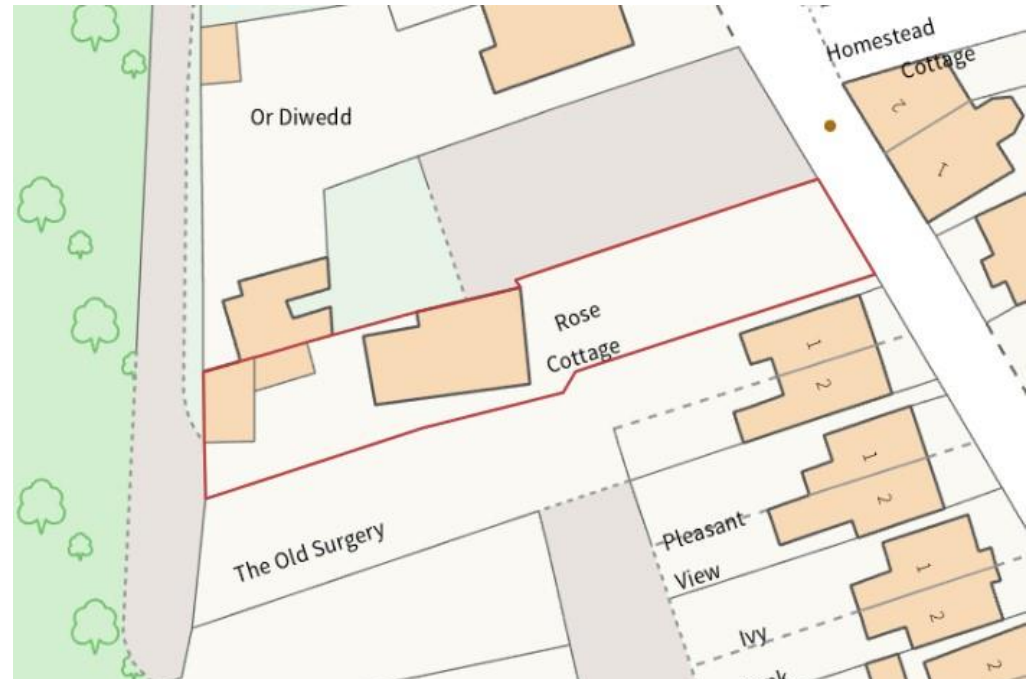 Homestead
Cottage
2
1
Or Diwedd
Rose
Cottage
1
2
1
2
Pleasant
View
The Old Surgery
1
2
Ivy
2